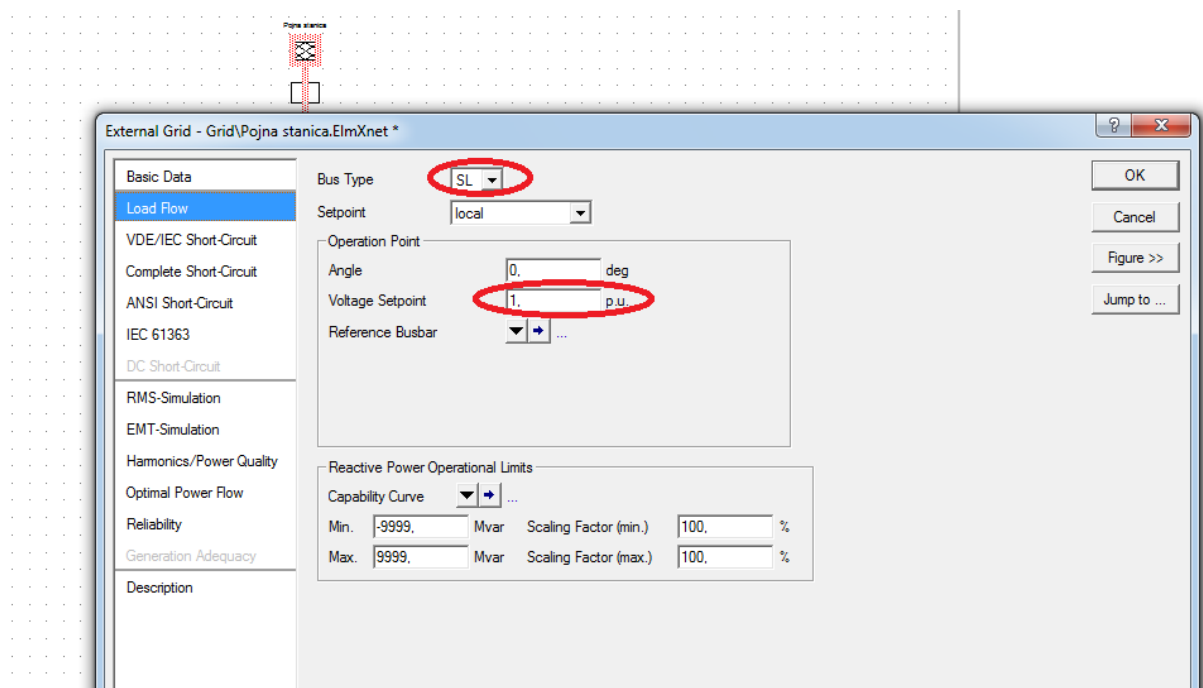 Pojna stanica
External Grid - Grid\Pojna stanica.ElmXnet *
? X
Basic Data
Load Flow
VDE/IEC Short-Circuit
Complete Short-Circuit
ANSI Short-Circuit
IEC 61363
DC Short-Circuit
RMS-Simulation
EMT-Simulation
Harmonics/Power Quality
Optimal Power Flow
Reliability
Generation Adequacy
Description
Bus Type SL
Setpoint local
Operation Point
Angle 0, deg
Voltage Setpoint 1, p.u.
Reference Busbar ...
Reactive Power Operational Limits
Capability Curve ...
Min. -9999, Mvar Scaling Factor (min.) 100, %
Max. 9999, Mvar Scaling Factor (max.) 100, %
OK
Cancel
Figure >>
Jump to ...